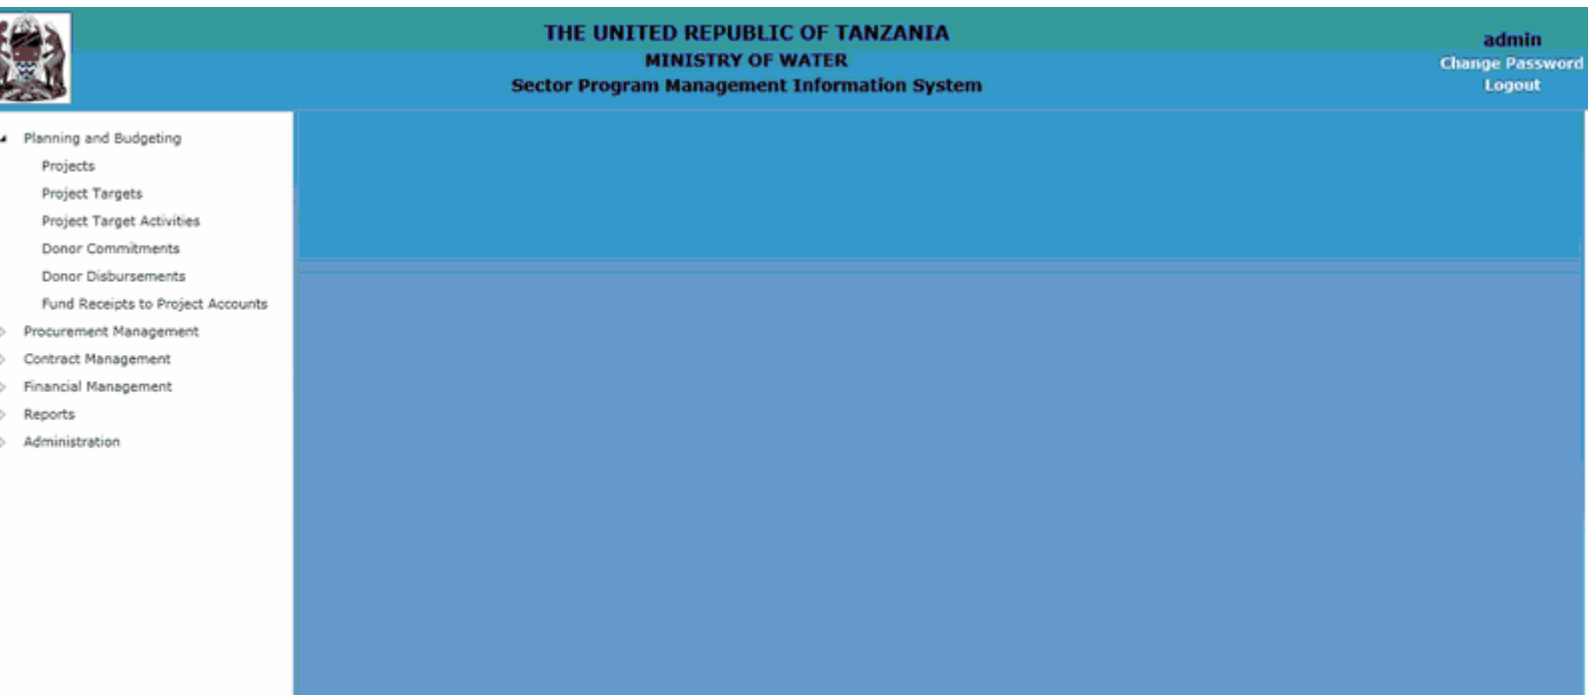 THE UNITED REPUBLIC OF TANZANIA
MINISTRY OF WATER
Sector Program Management Information System
admin
Change Password
Logout
Planning and Budgeting
Projects
Project Targets
Project Target Activities
Donor Commitments
Donor Disbursements
Fund Receipts to Project Accounts
Procurement Management
Contract Management
Financial Management
Reports
Administration